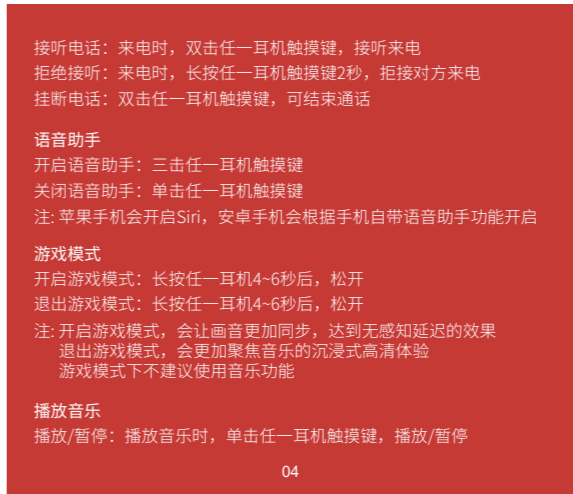 接听电话：来电时，双击任一耳机触摸键，接听来电
拒绝接听：来电时，长按任一耳机触摸键2秒，拒接对方来电
挂断电话：双击任一耳机触摸键，可结束通话
语音助手
开启语音助手：三击任一耳机触摸键
关闭语音助手：单击任一耳机触摸键
注: 苹果手机会开启Siri，安卓手机会根据手机自带语音助手功能开启
游戏模式
开启游戏模式：长按任一耳机4~6秒后，松开
退出游戏模式：长按任一耳机4~6秒后，松开
注: 开启游戏模式，会让画音更加同步，达到无感知延迟的效果
退出游戏模式，会更加聚焦音乐的沉浸式高清体验
游戏模式下不建议使用音乐功能
播放音乐
播放/暂停：播放音乐时，单击任一耳机触摸键，播放/暂停
04